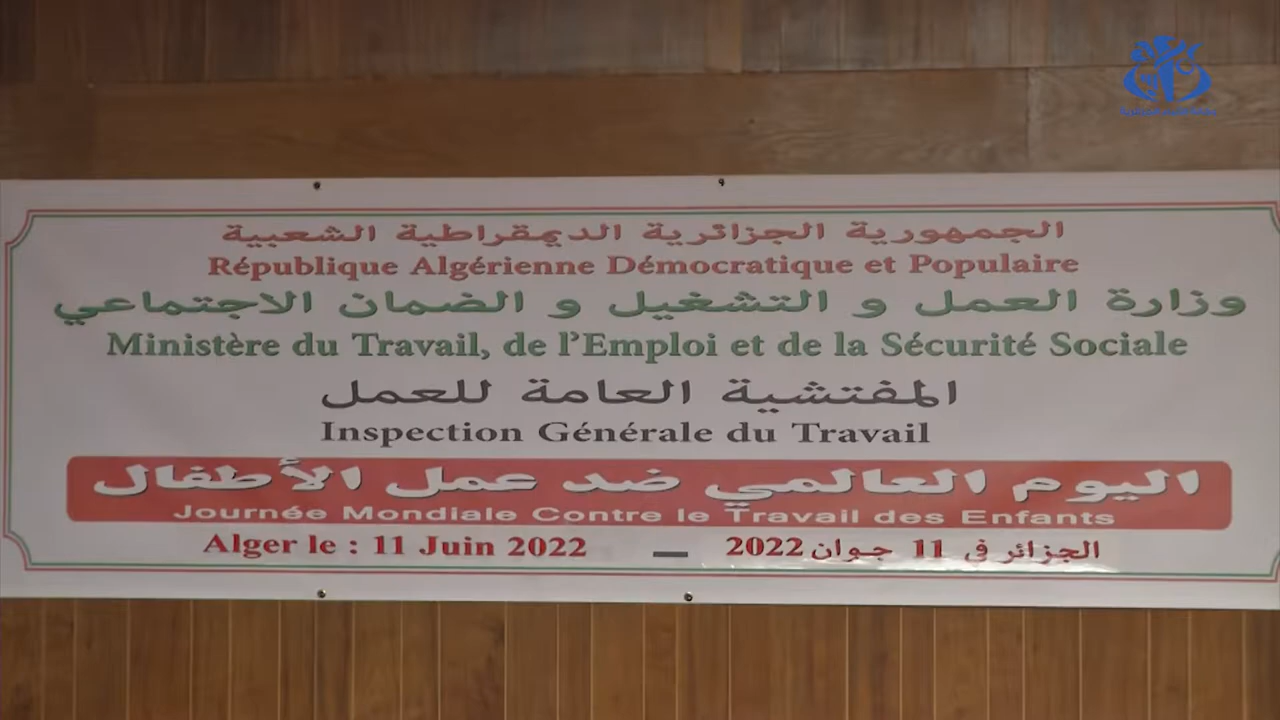 الجمهورية الجزائرية الديمقراطية الشعبية
République Algérienne Démocratique et Populaire
وزارة العمل و التشغيل و الضمان الاجتماعي
Ministère du Travail, de l'Emploi et de la Sécurité Sociale
المفتشية العامة للعمل
Inspection Générale du Travail
اليوم العالمي ضد عمل الأطفال
Journée Mondiale Contre le Travail des Enfants
Alger le : 11 Juin 2022 — الجزائر في 11 جوان 2022